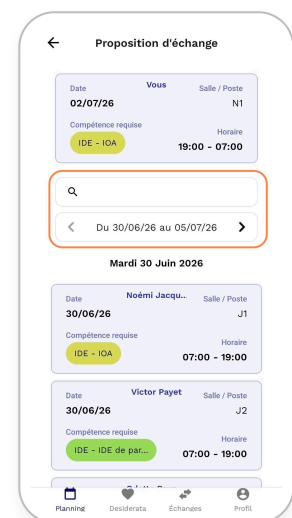 Proposition d'échange
Date Vous Salle / Poste
02/07/26 N1
Compétence requise
IDE - IOA
Horaire
19:00 - 07:00
Du 30/06/26 au 05/07/26
Mardi 30 Juin 2026
Date Noémi Jacqu.. Salle / Poste
30/06/26 J1
Compétence requise
IDE - IOA
Horaire
07:00 - 19:00
Date Victor Payet Salle / Poste
30/06/26 J2
Compétence requise
IDE - IDE de par...
Horaire
07:00 - 19:00
Planning Desiderata Échanges Profil